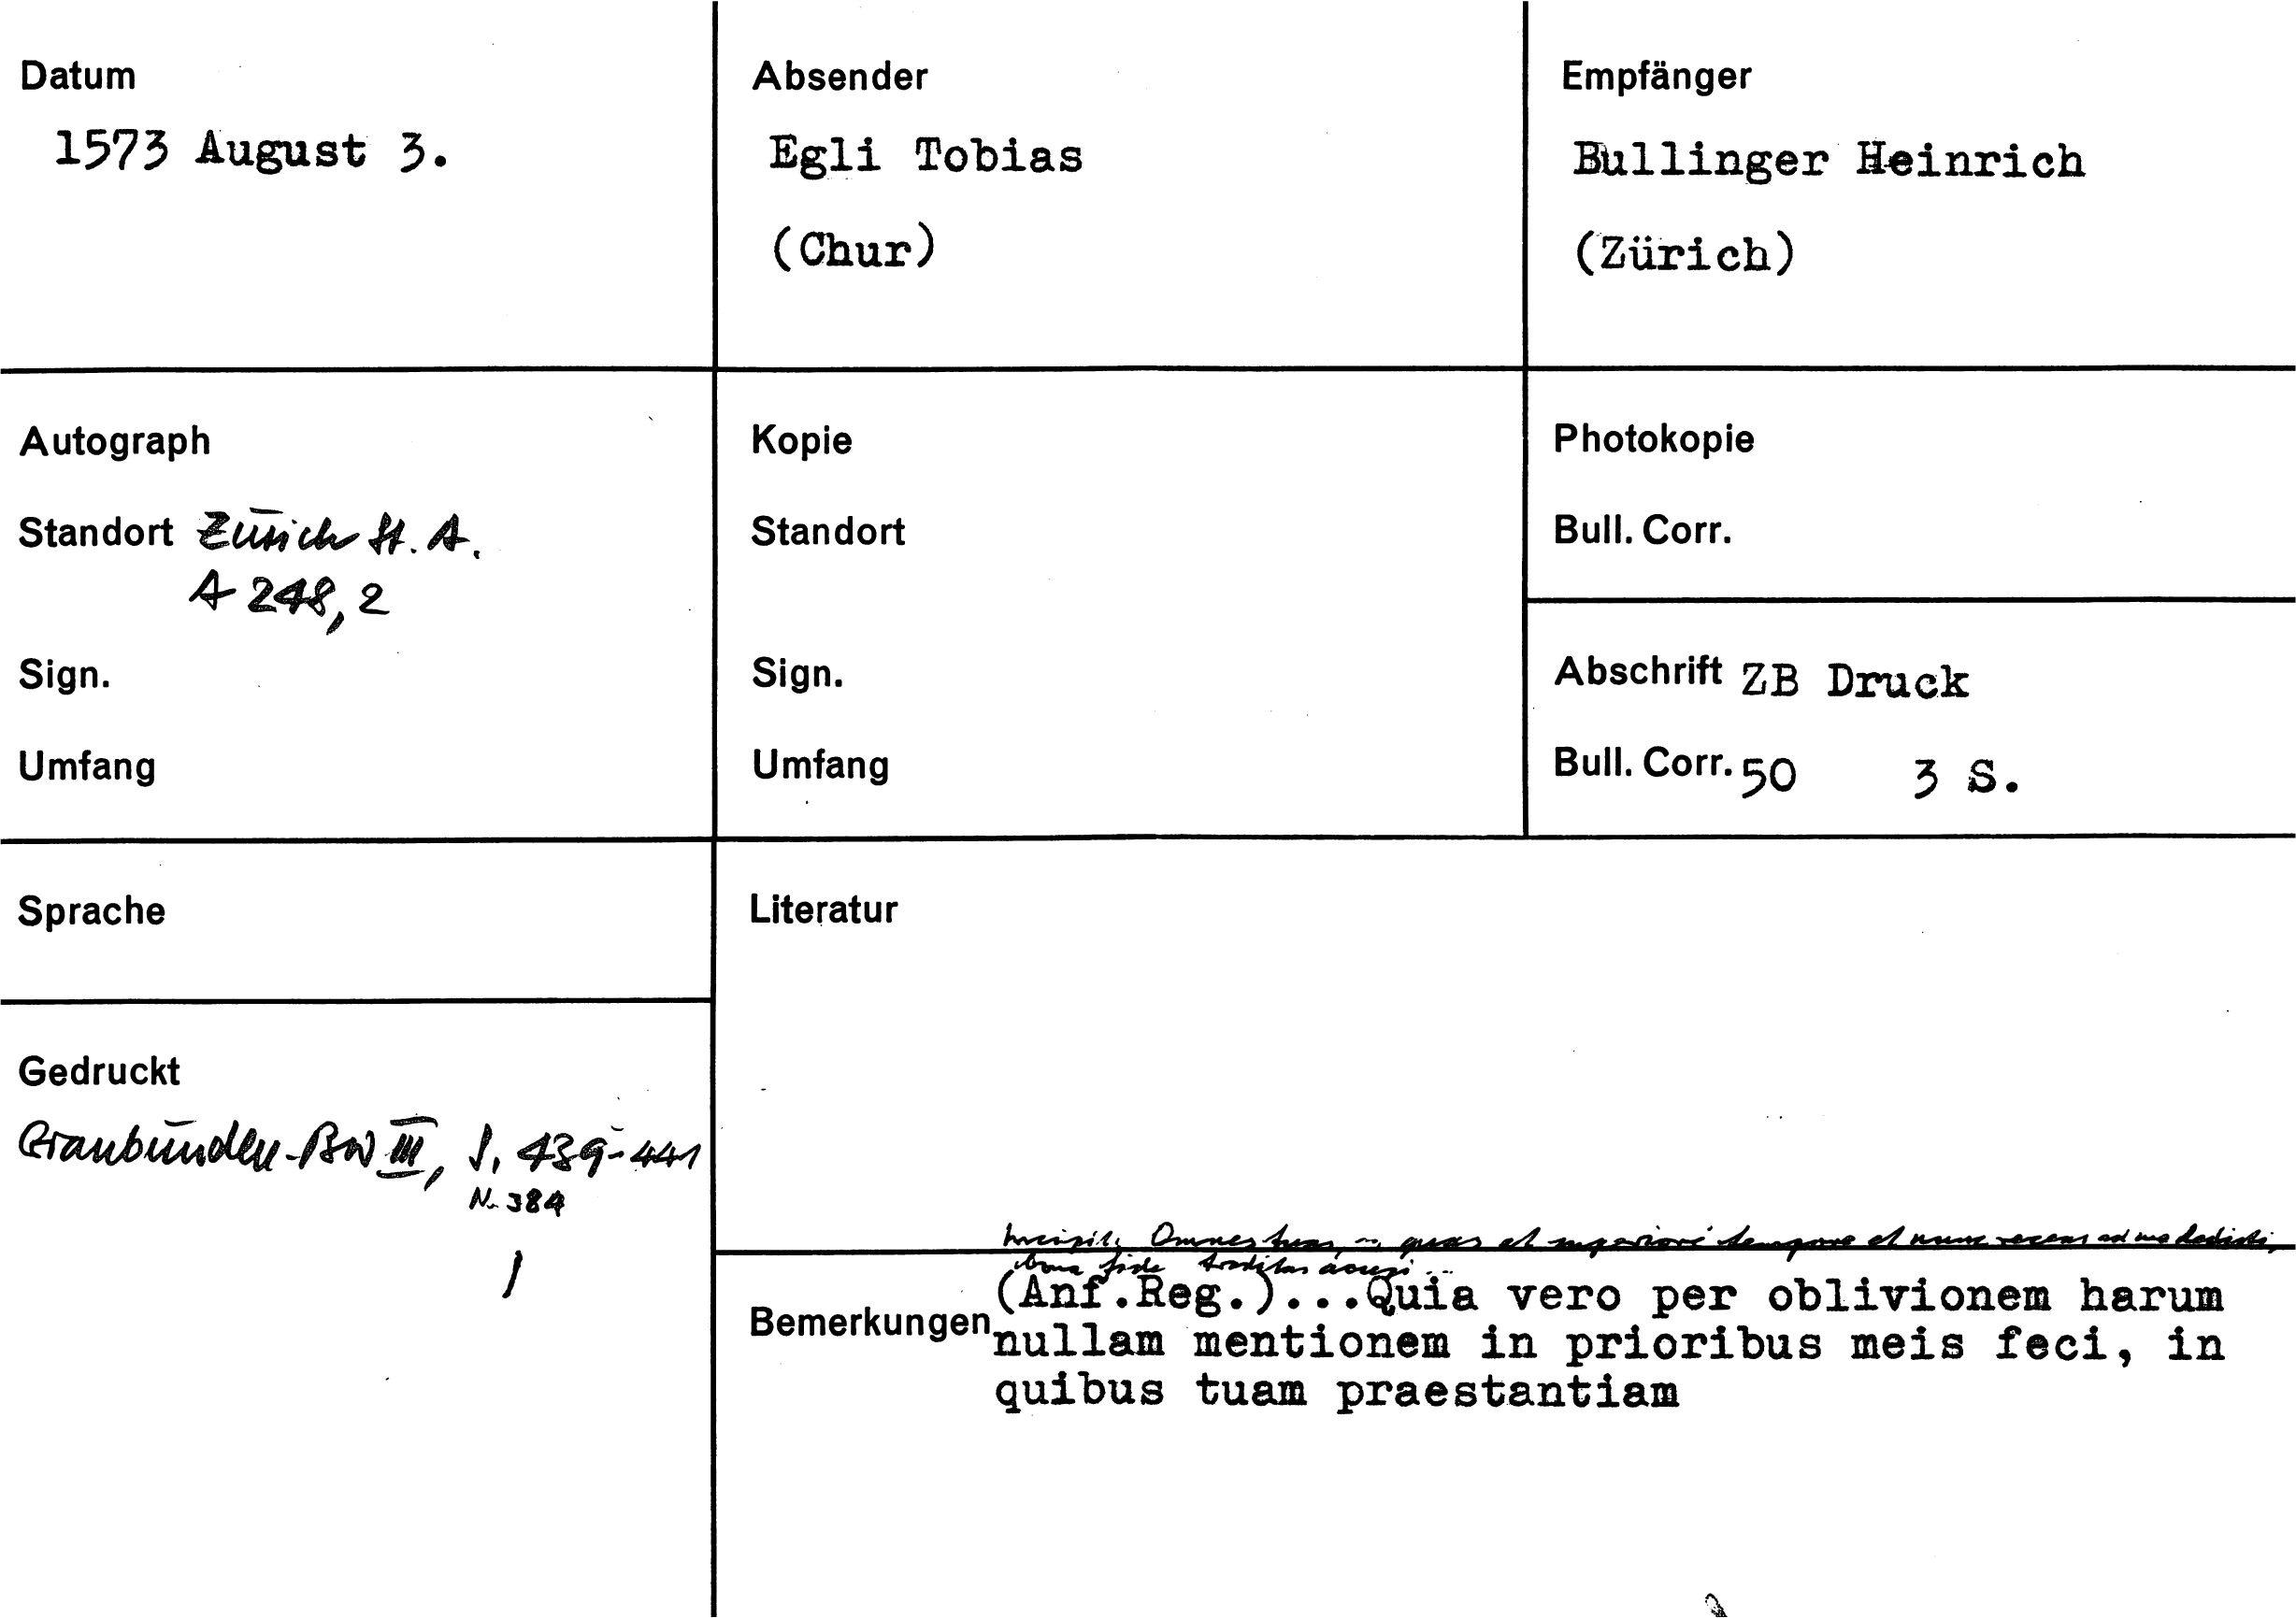 Datum
1573 August 3.
Absender
Egli Tobias
(Chur)
Empfänger
Bullinger Heinrich
(Zürich)
Autograph
Standort Zürich St. A.
A 248, 2
Sign.
Umfang
Kopie
Standort
Sign.
Umfang
Photokopie
Bull. Corr.
Abschrift ZB Druck
Bull. Corr. 50 3 S.
Sprache
Gedruckt
Graubünden-BW III, S. 439-441
Nr. 384
Literatur
Incipit: Omnes tuas, quas et superiori tempore et nunc recens ad me dedisti,
bona fide traditas accepi...
Bemerkungen (Anf.Reg.)...Quia vero per oblivionem harum
nullam mentionem in prioribus meis feci, in
quibus tuam praestantiam